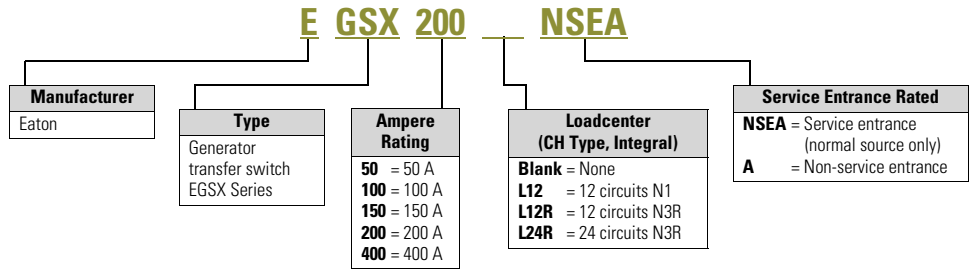 E GSX 200 __ NSEA
Manufacturer
Eaton
Type
Generator
transfer switch
EGSX Series
Ampere
Rating
50 = 50 A
100 = 100 A
150 = 150 A
200 = 200 A
400 = 400 A
Loadcenter
(CH Type, Integral)
Blank = None
L12 = 12 circuits N1
L12R = 12 circuits N3R
L24R = 24 circuits N3R
Service Entrance Rated
NSEA = Service entrance
(normal source only)
A = Non-service entrance